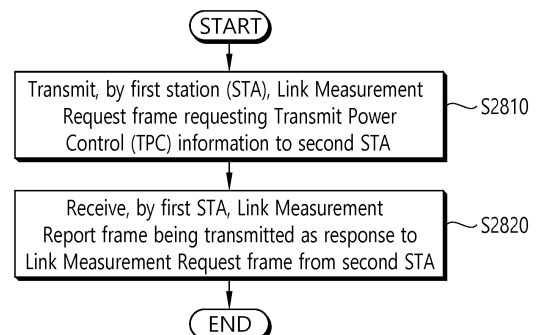 START
Transmit, by first station (STA), Link Measurement
Request frame requesting Transmit Power
Control (TPC) information to second STA
S2810
Receive, by first STA, Link Measurement
Report frame being transmitted as response to
Link Measurement Request frame from second STA
S2820
END